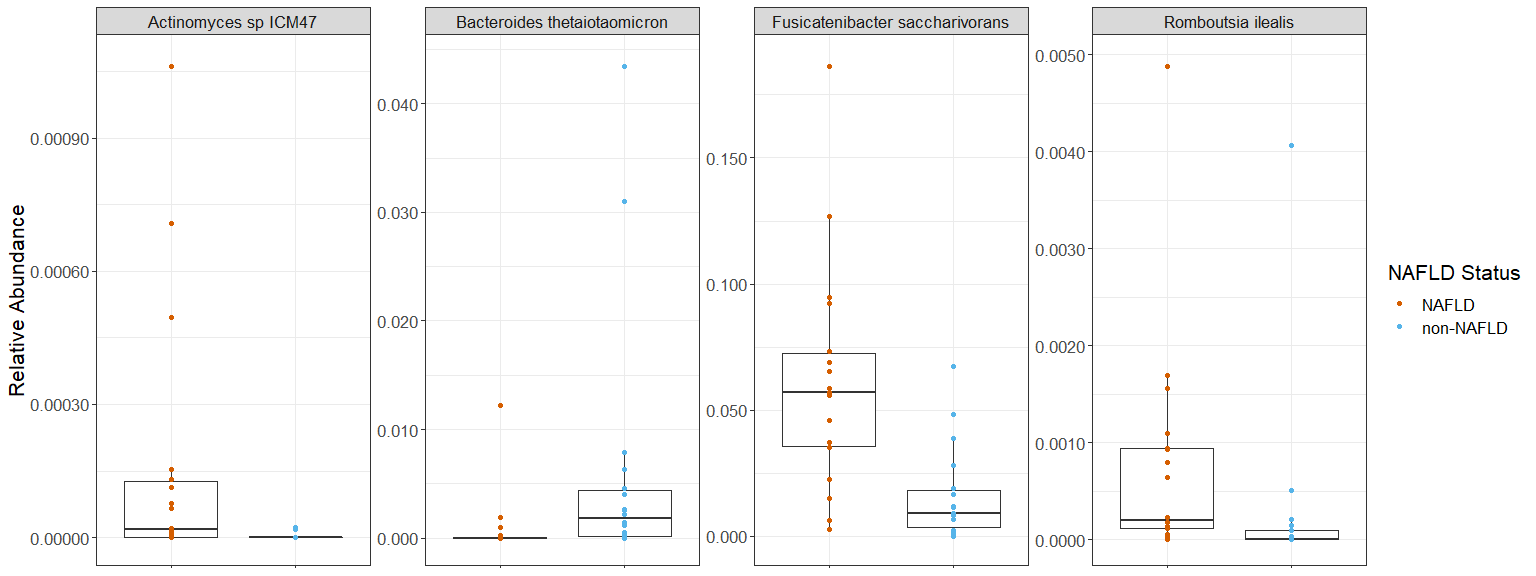 Actinomyces sp ICM47
Bacteroides thetaiotaomicron
Fusicatenibacter saccharivorans
Romboutsia ilealis
Relative Abundance
0.00090
0.00060
0.00030
0.00000
0.040
0.030
0.020
0.010
0.000
0.150
0.100
0.050
0.000
0.0050
0.0040
0.0030
0.0020
0.0010
0.0000
NAFLD Status
NAFLD
non-NAFLD